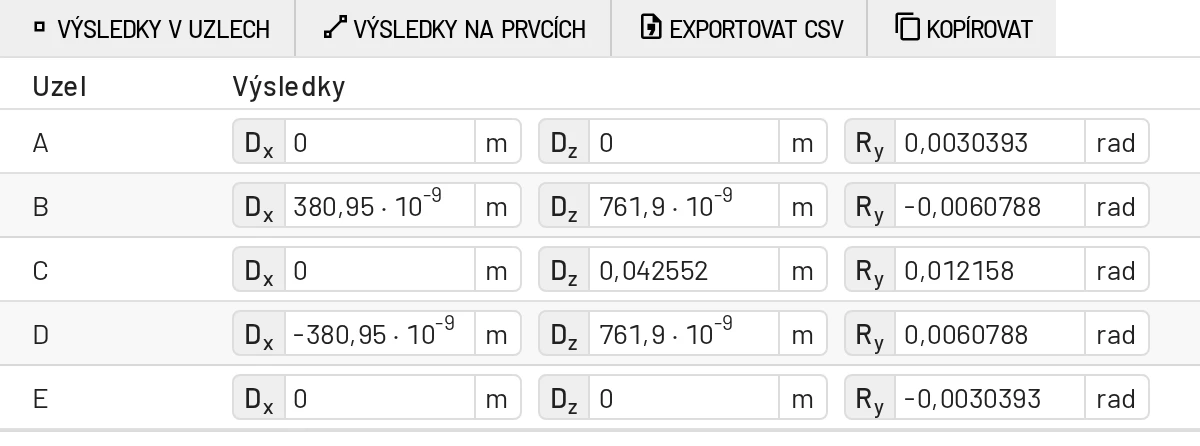 VÝSLEDKY V UZLECH VÝSLEDKY NA PRVCÍCH EXPORTOVAT CSV KOPÍROVAT
Uzel Výsledky
A Dx 0 m Dz 0 m Ry 0,0030393 rad
B Dx 380,95 · 10⁻⁹ m Dz 761,9 · 10⁻⁹ m Ry -0,0060788 rad
C Dx 0 m Dz 0,042552 m Ry 0,012158 rad
D Dx -380,95 · 10⁻⁹ m Dz 761,9 · 10⁻⁹ m Ry 0,0060788 rad
E Dx 0 m Dz 0 m Ry -0,0030393 rad